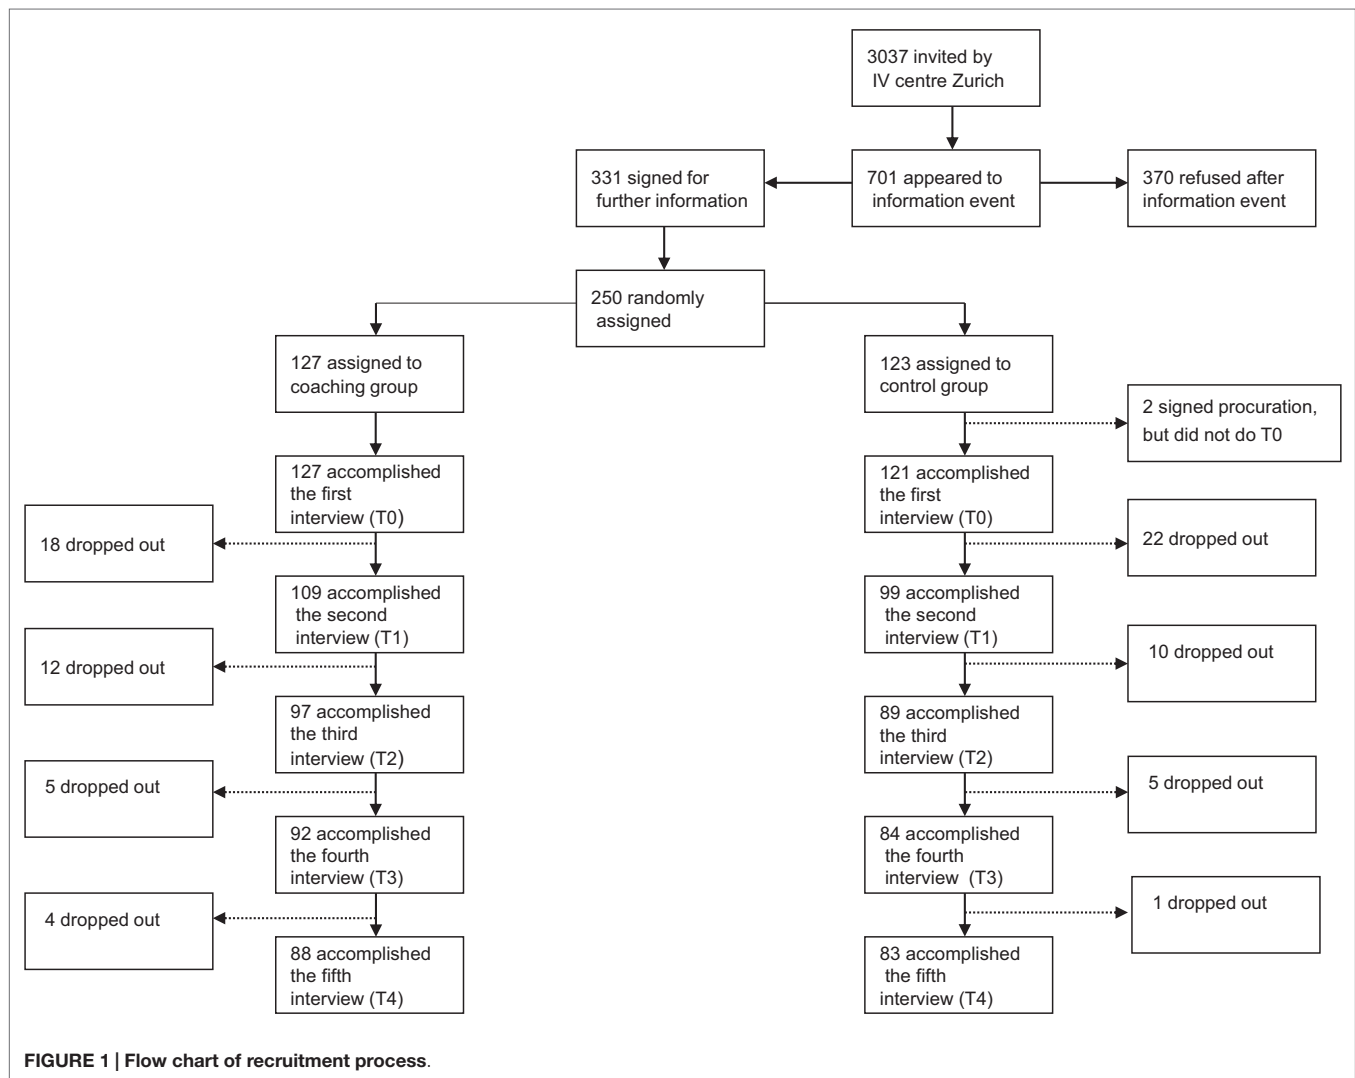 3037 invited by
IV centre Zurich
331 signed for
further information
701 appeared to
information event
370 refused after
information event
250 randomly
assigned
127 assigned to
coaching group
123 assigned to
control group
2 signed procuration,
but did not do T0
127 accomplished
the first
interview (T0)
121 accomplished
the first
interview (T0)
18 dropped out
22 dropped out
109 accomplished
the second
interview (T1)
99 accomplished
the second
interview (T1)
12 dropped out
10 dropped out
97 accomplished
the third
interview (T2)
89 accomplished
the third
interview (T2)
5 dropped out
5 dropped out
92 accomplished
the fourth
interview (T3)
84 accomplished
the fourth
interview (T3)
4 dropped out
1 dropped out
88 accomplished
the fifth
interview (T4)
83 accomplished
the fifth
interview (T4)
FIGURE 1 | Flow chart of recruitment process.